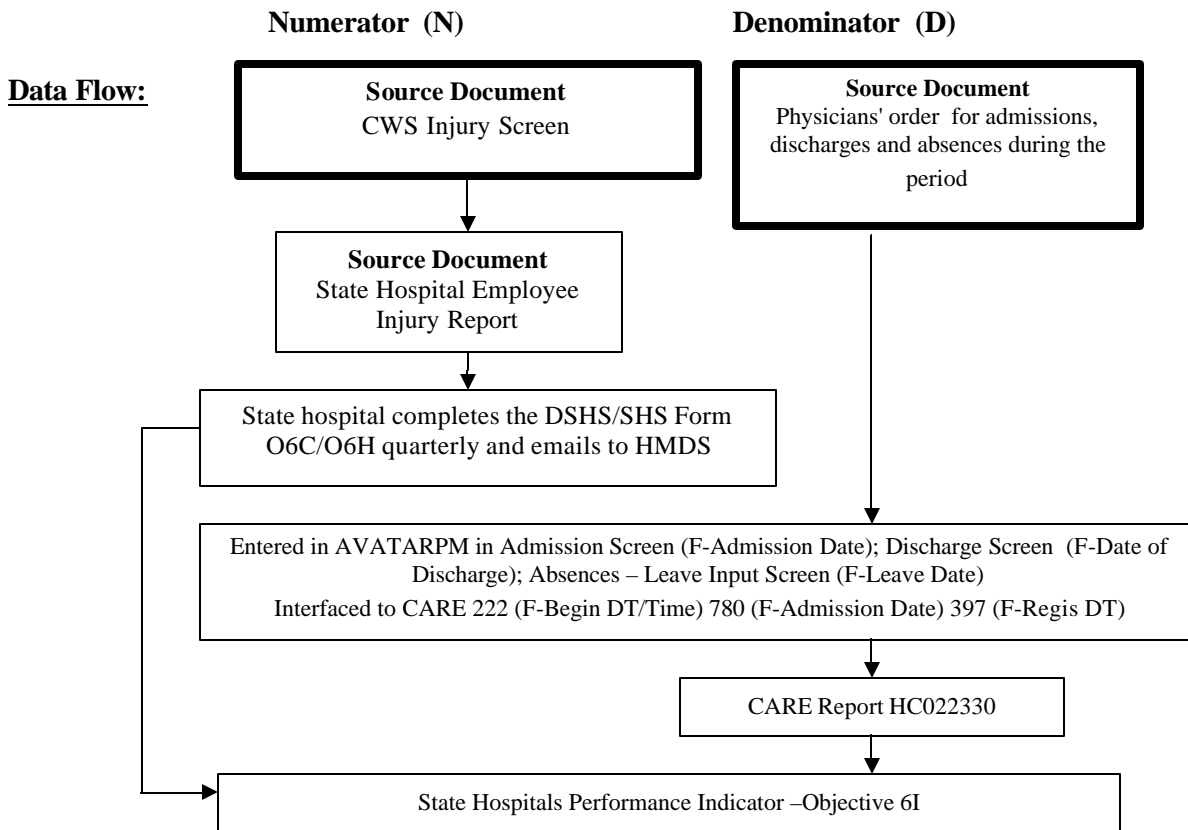 Numerator (N)
Denominator (D)
Data Flow:
Source Document
CWS Injury Screen
Source Document
Physicians' order for admissions,
discharges and absences during the
period
Source Document
State Hospital Employee
Injury Report
State hospital completes the DSHS/SHS Form
O6C/O6H quarterly and emails to HMDS
Entered in AVATARPM in Admission Screen (F-Admission Date); Discharge Screen (F-Date of
Discharge); Absences – Leave Input Screen (F-Leave Date)
Interfaced to CARE 222 (F-Begin DT/Time) 780 (F-Admission Date) 397 (F-Regis DT)
CARE Report HC022330
State Hospitals Performance Indicator –Objective 6I